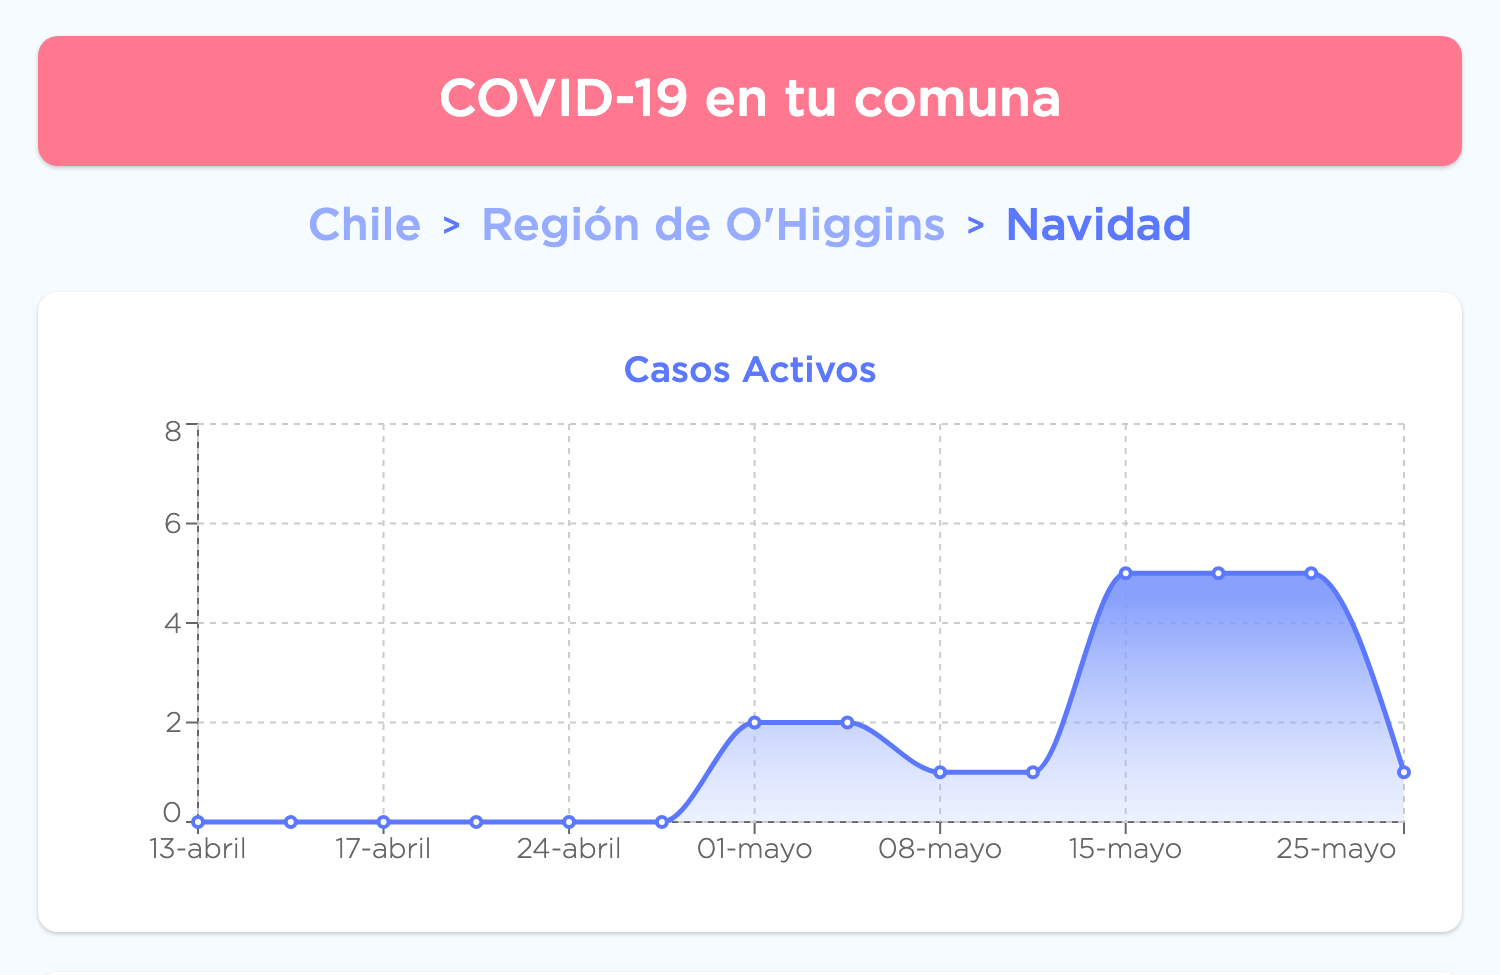 COVID-19 en tu comuna
Chile > Región de O'Higgins > Navidad
Casos Activos
8
6
4
2
0
13-abril 17-abril 24-abril 01-mayo 08-mayo 15-mayo 25-mayo